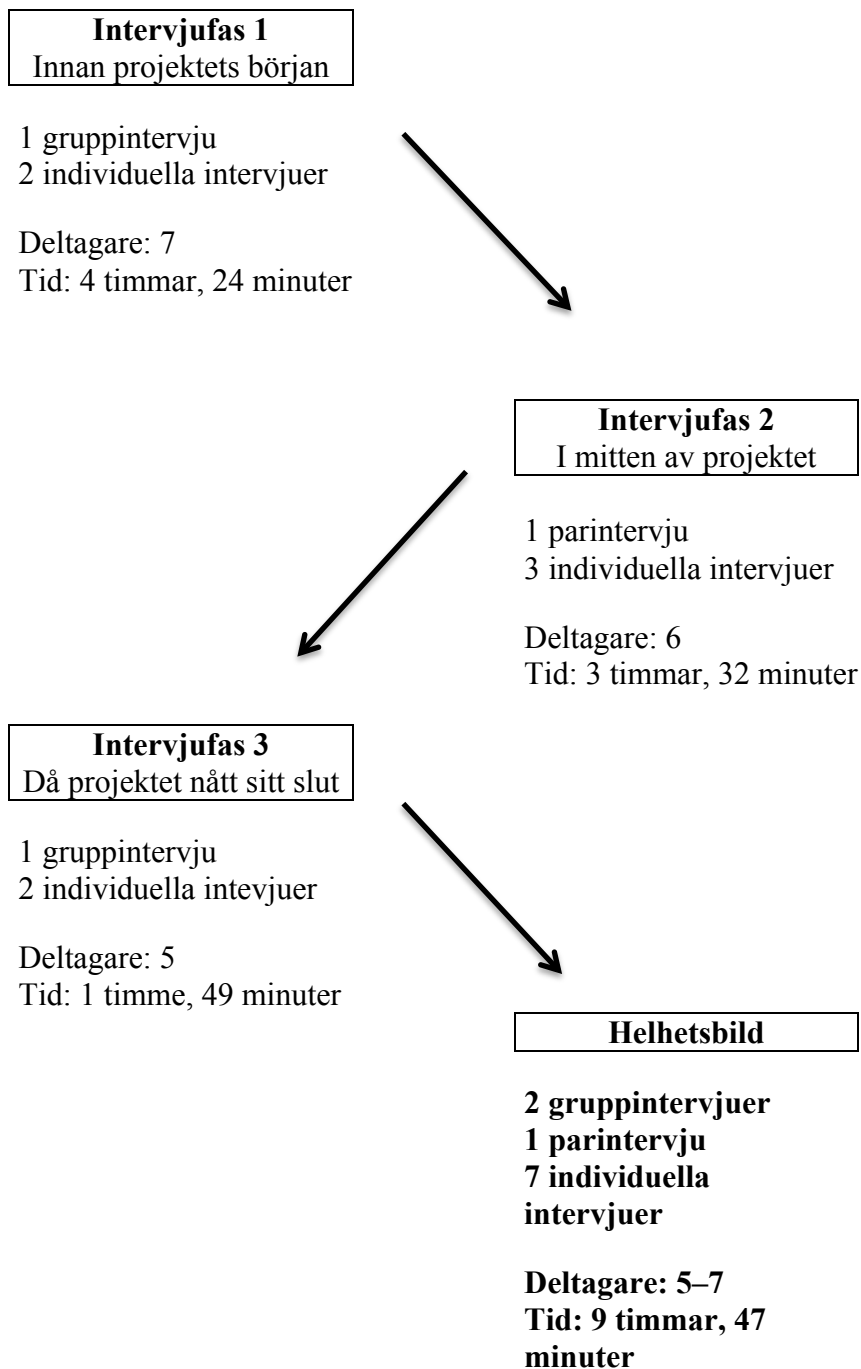 Intervjufas 1
Innan projektets början
1 gruppintervju
2 individuella intervjuer
Deltagare: 7
Tid: 4 timmar, 24 minuter
Intervjufas 2
I mitten av projektet
1 parintervju
3 individuella intervjuer
Deltagare: 6
Tid: 3 timmar, 32 minuter
Intervjufas 3
Då projektet nått sitt slut
1 gruppintervju
2 individuella intevjuer
Deltagare: 5
Tid: 1 timme, 49 minuter
Helhetsbild
2 gruppintervjuer
1 parintervju
7 individuella
intervjuer
Deltagare: 5–7
Tid: 9 timmar, 47
minuter